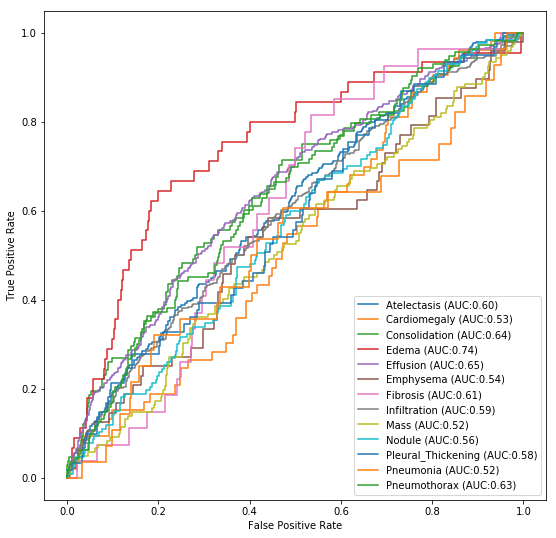 1.0
0.8
0.6
0.4
0.2
0.0
True Positive Rate
Atelectasis (AUC:0.60)
Cardiomegaly (AUC:0.53)
Consolidation (AUC:0.64)
Edema (AUC:0.74)
Effusion (AUC:0.65)
Emphysema (AUC:0.54)
Fibrosis (AUC:0.61)
Infiltration (AUC:0.59)
Mass (AUC:0.52)
Nodule (AUC:0.56)
Pleural_Thickening (AUC:0.58)
Pneumonia (AUC:0.52)
Pneumothorax (AUC:0.63)
0.0 0.2 0.4 0.6 0.8 1.0
False Positive Rate